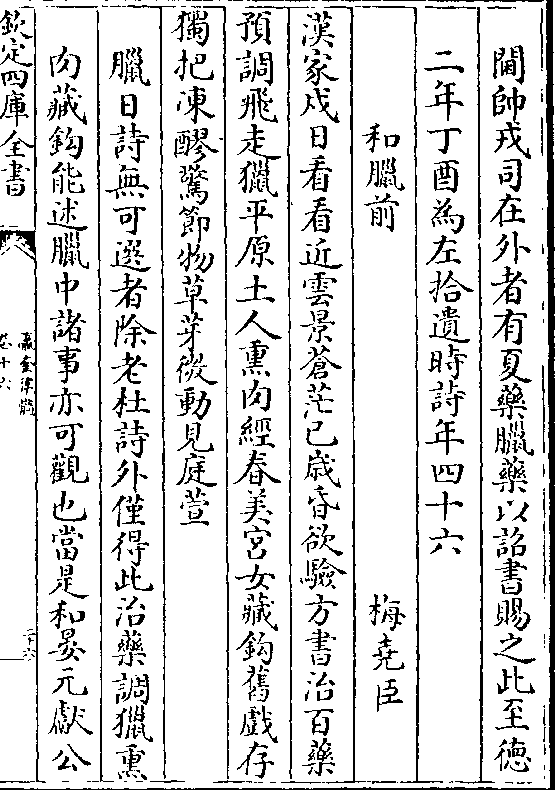 閫帥戎司在外者有夏藥臘藥以詔書賜之此至德
二年丁酉為左拾遺時詩年四十六
和臘前 梅堯臣
漢家戍日看看近雲景蒼茫已歲昏欲驗方書治百藥
預調飛走獵平原土人熏肉經春美宮女藏鈎舊戲存
獨把凍醪驚節物草芽微動見庭萱
臘日詩無可選者除老杜詩外僅得此治藥調獵熏
肉藏鈎能述臘中諸事亦可觀也當是和晏元獻公
欽定四庫全書
瀛奎律髓
卷十六